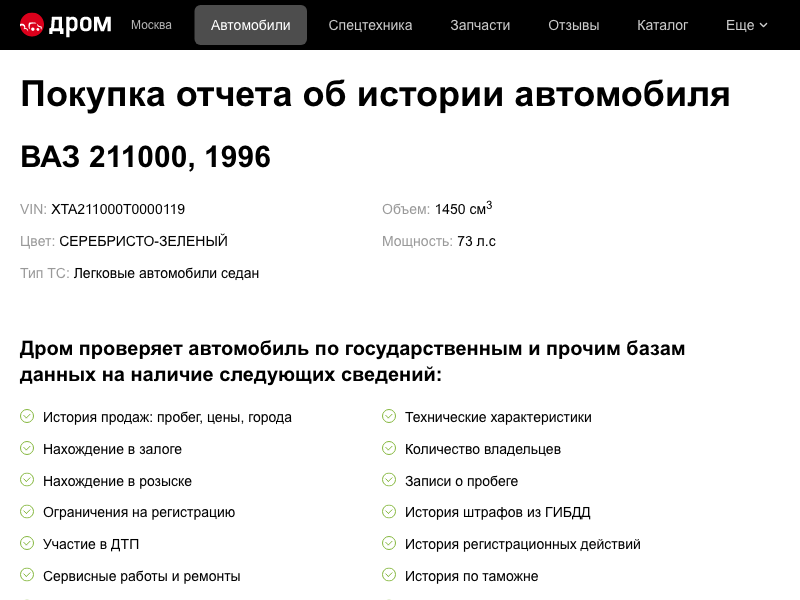 дром Москва Автомобили Спецтехника Запчасти Отзывы Каталог Еще
Покупка отчета об истории автомобиля
ВАЗ 211000, 1996
VIN: XTA211000T0000119
Объем: 1450 см³
Цвет: СЕРЕБРИСТО-ЗЕЛЕНЫЙ
Мощность: 73 л.с
Тип ТС: Легковые автомобили седан
Дром проверяет автомобиль по государственным и прочим базам
данных на наличие следующих сведений:
История продаж: пробег, цены, города
Технические характеристики
Нахождение в залоге
Количество владельцев
Нахождение в розыске
Записи о пробеге
Ограничения на регистрацию
История штрафов из ГИБДД
Участие в ДТП
История регистрационных действий
Сервисные работы и ремонты
История по таможне